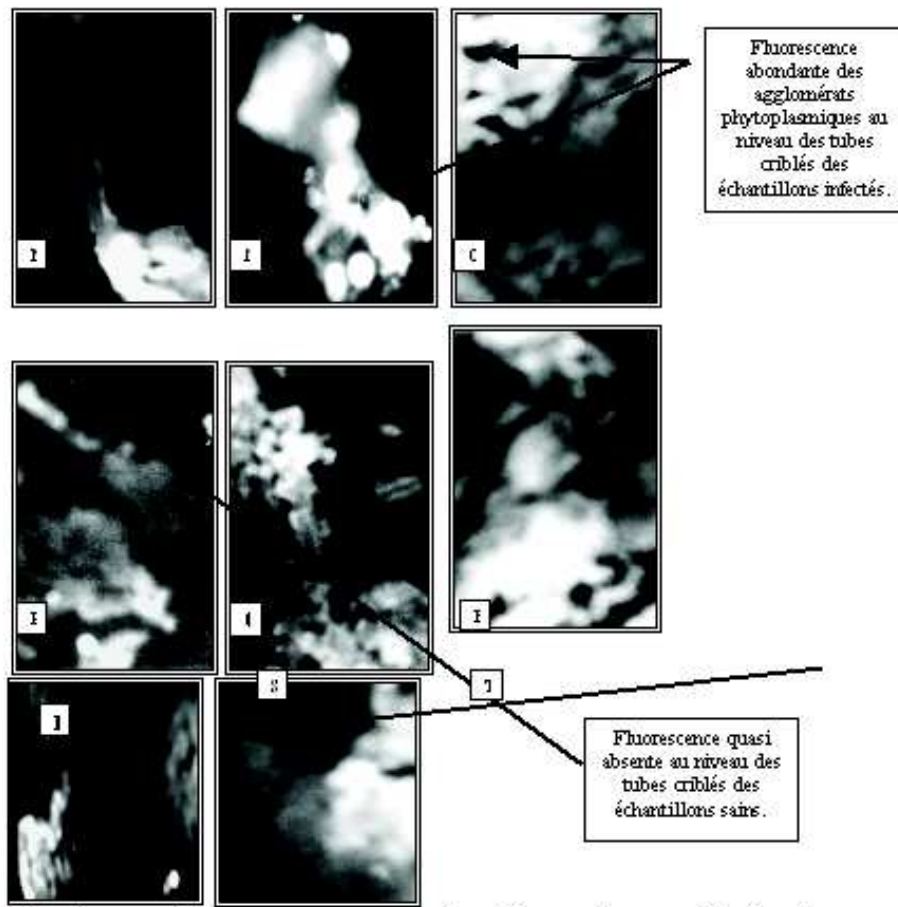 Fluorescence
abondante des
agglomérats
phytoplasmiques au
niveau des tubes
criblés des
échantillons infectés.
C
S
Fluorescence quasi
absente au niveau des
tubes criblés des
échantillons sains.